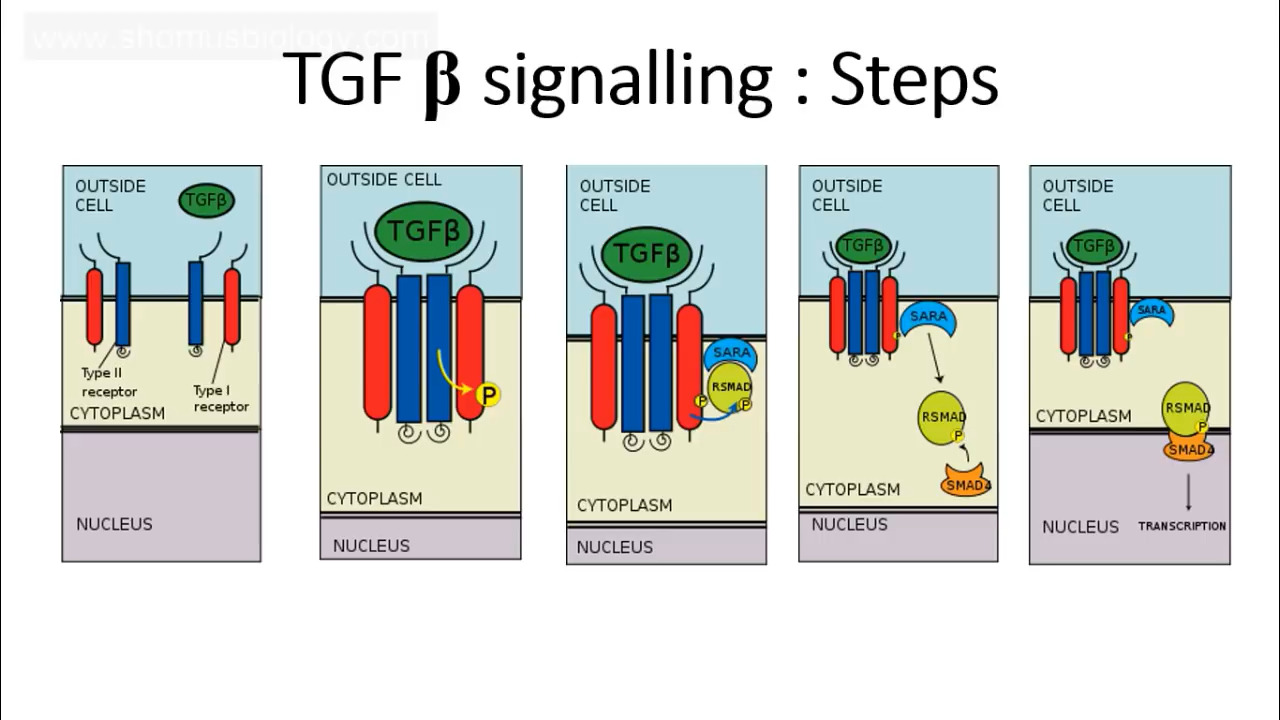 www.shomusbiology.com
TGF β signalling : Steps
OUTSIDE
CELL
TGFβ
Type II
receptor
Type I
receptor
CYTOPLASM
NUCLEUS
OUTSIDE CELL
TGFβ
P
CYTOPLASM
NUCLEUS
OUTSIDE
CELL
TGFβ
SARA
RSMAD
P
P
CYTOPLASM
NUCLEUS
OUTSIDE
CELL
TGFβ
SARA
P
RSMAD
P
SMAD4
CYTOPLASM
NUCLEUS
OUTSIDE
CELL
TGFβ
SARA
P
CYTOPLASM
RSMAD
P
SMAD4
NUCLEUS
TRANSCRIPTION